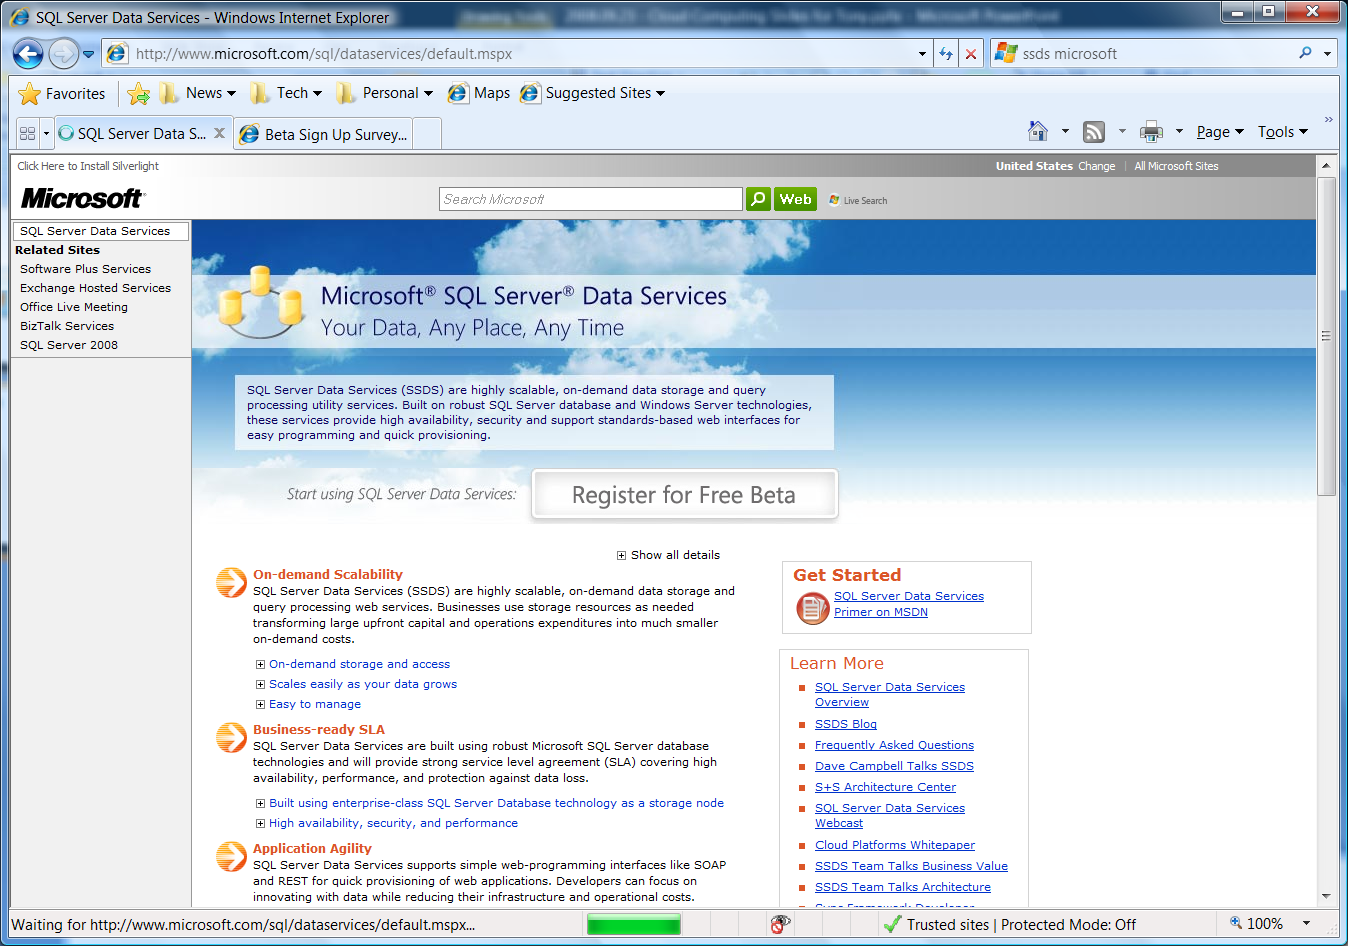 SQL Server Data Services - Windows Internet Explorer
http://www.microsoft.com/sql/dataservices/default.mspx
ssds microsoft
Favorites
News
Tech
Personal
Maps
Suggested Sites
SQL Server Data S...
Beta Sign Up Survey...
Page
Tools
Click Here to Install Silverlight
United States Change | All Microsoft Sites
Microsoft
Search Microsoft
Web
Live Search
SQL Server Data Services
Related Sites
Software Plus Services
Exchange Hosted Services
Office Live Meeting
BizTalk Services
SQL Server 2008
Microsoft® SQL Server® Data Services
Your Data, Any Place, Any Time
SQL Server Data Services (SSDS) are highly scalable, on-demand data storage and query
processing utility services. Built on robust SQL Server database and Windows Server technologies,
these services provide high availability, security and support standards-based web interfaces for
easy programming and quick provisioning.
Start using SQL Server Data Services:
Register for Free Beta
Show all details
On-demand Scalability
SQL Server Data Services (SSDS) are highly scalable, on-demand data storage and
query processing web services. Businesses use storage resources as needed
transforming large upfront capital and operations expenditures into much smaller
on-demand costs.
On-demand storage and access
Scales easily as your data grows
Easy to manage
Business-ready SLA
SQL Server Data Services are built using robust Microsoft SQL Server database
technologies and will provide strong service level agreement (SLA) covering high
availability, performance, and protection against data loss.
Built using enterprise-class SQL Server Database technology as a storage node
High availability, security, and performance
Application Agility
SQL Server Data Services supports simple web-programming interfaces like SOAP
and REST for quick provisioning of web applications. Developers can focus on
innovating with data while reducing their infrastructure and operational costs.
Get Started
SQL Server Data Services
Primer on MSDN
Learn More
SQL Server Data Services
Overview
SSDS Blog
Frequently Asked Questions
Dave Campbell Talks SSDS
S+S Architecture Center
SQL Server Data Services
Webcast
Cloud Platforms Whitepaper
SSDS Team Talks Business Value
SSDS Team Talks Architecture
Sync Framework Developer
Waiting for http://www.microsoft.com/sql/dataservices/default.mspx...
Trusted sites | Protected Mode: Off
100%